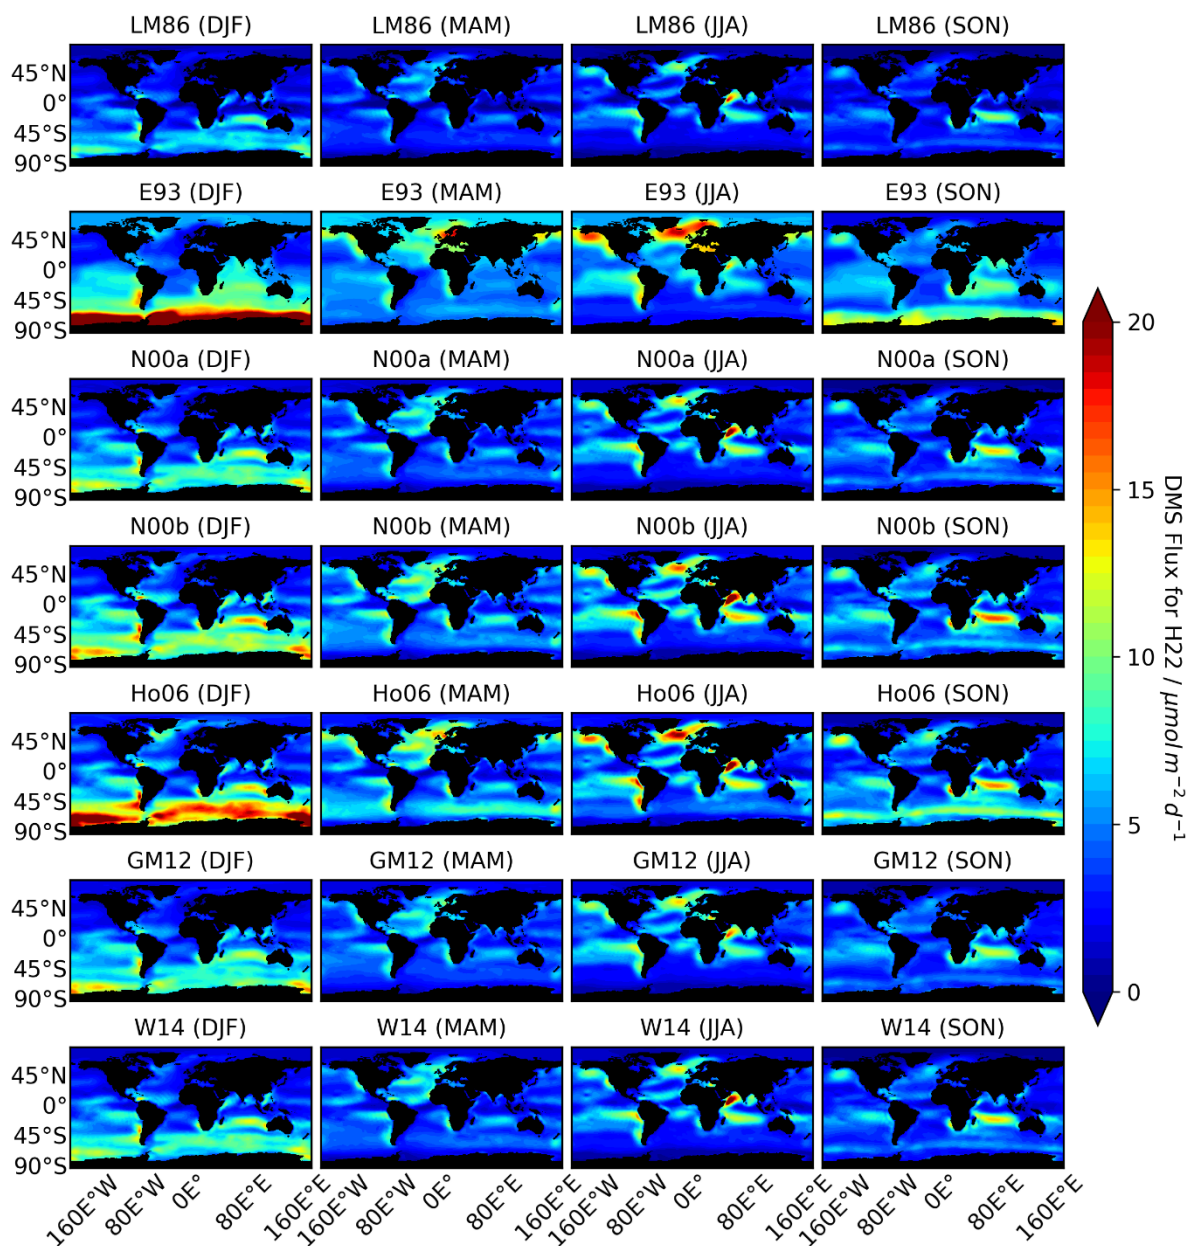 LM86 (DJF) LM86 (MAM) LM86 (JJA) LM86 (SON)
45°N
0°
45°S
90°S
E93 (DJF) E93 (MAM) E93 (JJA) E93 (SON)
45°N
0°
45°S
90°S
N00a (DJF) N00a (MAM) N00a (JJA) N00a (SON)
45°N
0°
45°S
90°S
N00b (DJF) N00b (MAM) N00b (JJA) N00b (SON)
45°N
0°
45°S
90°S
Ho06 (DJF) Ho06 (MAM) Ho06 (JJA) Ho06 (SON)
45°N
0°
45°S
90°S
GM12 (DJF) GM12 (MAM) GM12 (JJA) GM12 (SON)
45°N
0°
45°S
90°S
W14 (DJF) W14 (MAM) W14 (JJA) W14 (SON)
45°N
0°
45°S
90°S
160E°W 80E°W 0E° 80E°E 160E°E
160E°W 80E°W 0E° 80E°E 160E°E
160E°W 80E°W 0E° 80E°E 160E°E
160E°W 80E°W 0E° 80E°E 160E°E
20
15
10
5
0
DMS Flux for H22 / μmol m⁻² d⁻¹